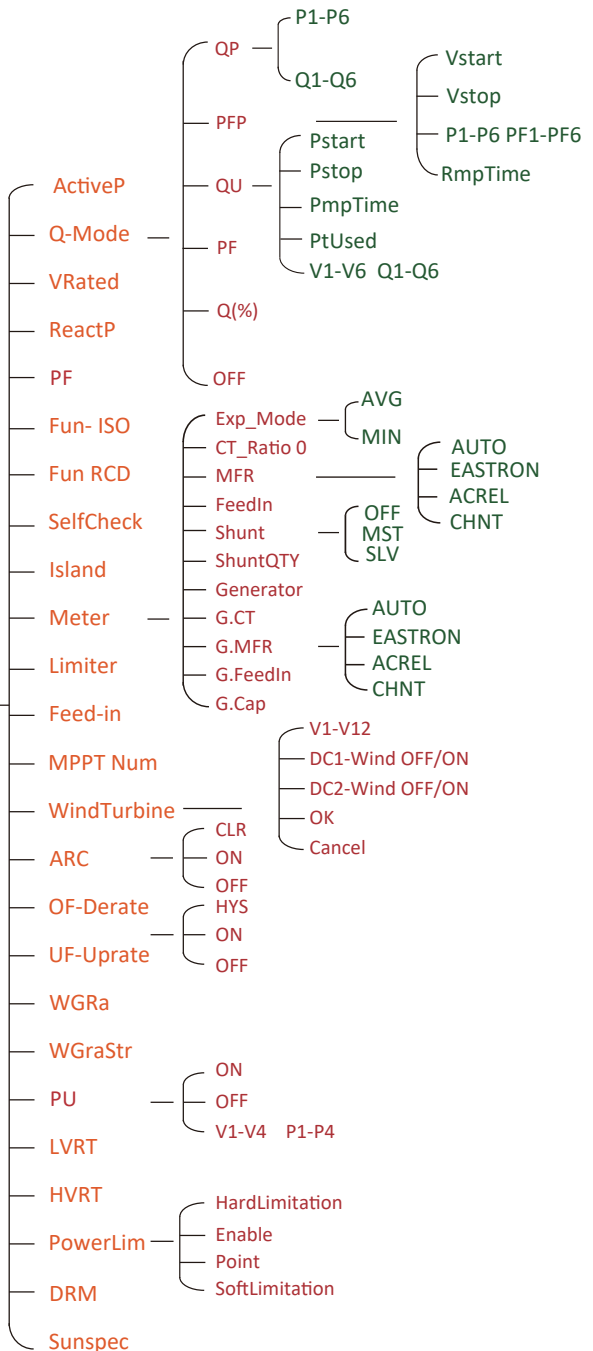 ActiveP
Q-Mode
VRated
ReactP
PF
Fun- ISO
Fun RCD
SelfCheck
Island
Meter
Limiter
Feed-in
MPPT Num
WindTurbine
ARC
OF-Derate
UF-Uprate
WGRa
WGraStr
PU
LVRT
HVRT
PowerLim
DRM
Sunspec
QP
PFP
QU
PF
Q(%)
OFF
P1-P6
Q1-Q6
Vstart
Vstop
P1-P6 PF1-PF6
RmpTime
Pstart
Pstop
PmpTime
PtUsed
V1-V6 Q1-Q6
Exp_Mode
CT_Ratio 0
MFR
FeedIn
Shunt
ShuntQTY
Generator
G.CT
G.MFR
G.FeedIn
G.Cap
AVG
MIN
AUTO
EASTRON
ACREL
CHNT
OFF
MST
SLV
AUTO
EASTRON
ACREL
CHNT
V1-V12
DC1-Wind OFF/ON
DC2-Wind OFF/ON
OK
Cancel
CLR
ON
OFF
HYS
ON
OFF
ON
OFF
V1-V4 P1-P4
HardLimitation
Enable
Point
SoftLimitation